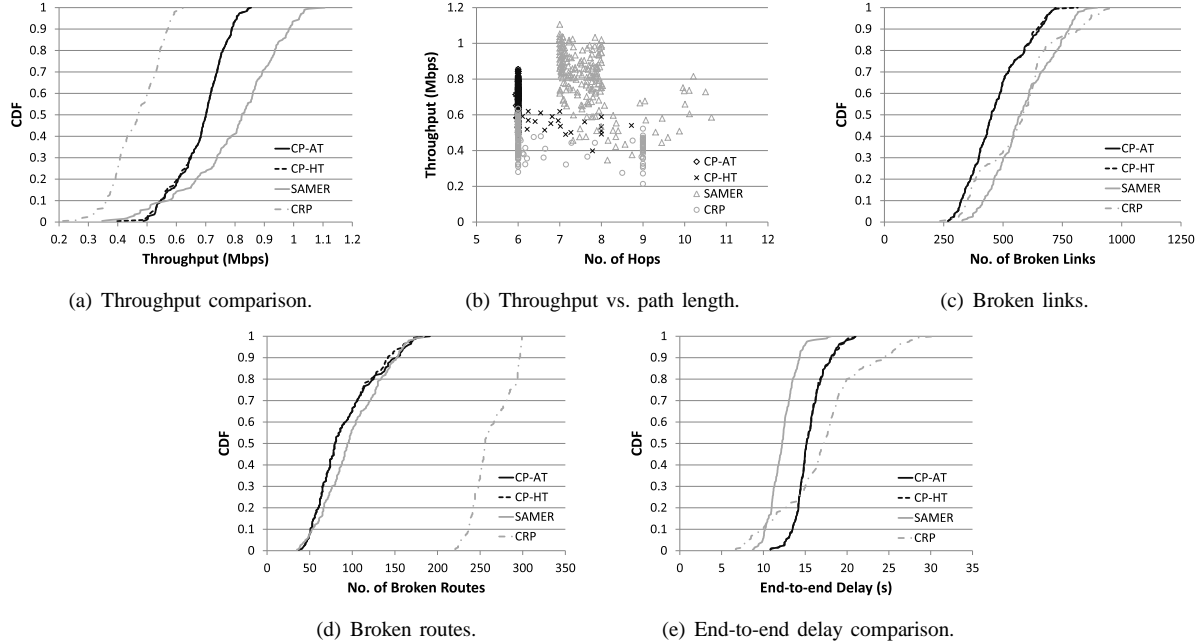 1
0.9
0.8
0.7
0.6
0.5
0.4
0.3
0.2
0.1
0
CDF
0.2 0.3 0.4 0.5 0.6 0.7 0.8 0.9 1 1.1 1.2
Throughput (Mbps)
CP-AT
CP-HT
SAMER
CRP
(a) Throughput comparison.
1.2
1
0.8
0.6
0.4
0.2
0
Throughput (Mbps)
5 6 7 8 9 10 11 12
No. of Hops
CP-AT
CP-HT
SAMER
CRP
(b) Throughput vs. path length.
1
0.9
0.8
0.7
0.6
0.5
0.4
0.3
0.2
0.1
0
CDF
0 250 500 750 1000 1250
No. of Broken Links
CP-AT
CP-HT
SAMER
CRP
(c) Broken links.
1
0.9
0.8
0.7
0.6
0.5
0.4
0.3
0.2
0.1
0
CDF
0 50 100 150 200 250 300 350
No. of Broken Routes
CP-AT
CP-HT
SAMER
CRP
(d) Broken routes.
1
0.9
0.8
0.7
0.6
0.5
0.4
0.3
0.2
0.1
0
CDF
0 5 10 15 20 25 30 35
End-to-end Delay (s)
CP-AT
CP-HT
SAMER
CRP
(e) End-to-end delay comparison.